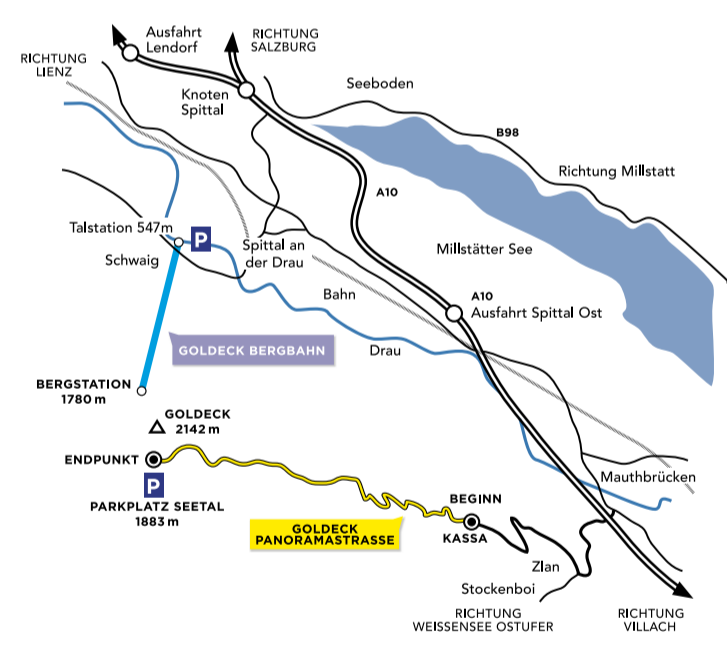 Ausfahrt
Lendorf
RICHTUNG
SALZBURG
RICHTUNG
LIENZ
Knoten
Spittal
Seeboden
B98
Richtung Millstatt
A10
Talstation 547m
P
Schwaig
Spittal an
der Drau
Millstätter See
Bahn
A10
Ausfahrt Spittal Ost
GOLDECK BERGBAHN
Drau
BERGSTATION
1780 m
GOLDECK
2142 m
ENDPUNKT
P
PARKPLATZ SEETAL
1883 m
GOLDECK
PANORAMASTRASSE
BEGINN
KASSA
Mauthbrücken
Zlan
Stockenboi
RICHTUNG
WEISSENSEE OSTUFER
RICHTUNG
VILLACH